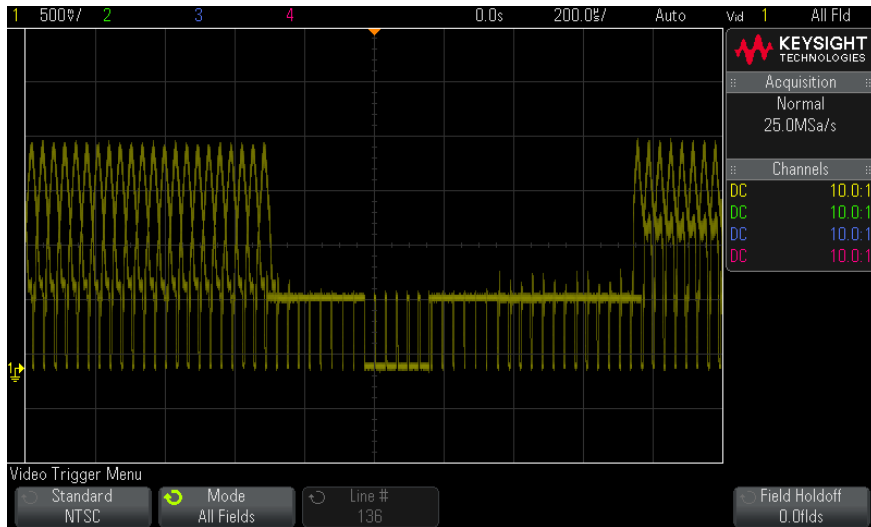 1 500♈/ 2 3 4 0.0s 200.0㎲/ Auto Vid 1 All Fld
KEYSIGHT
TECHNOLOGIES
Acquisition
Normal
25.0MSa/s
Channels
DC 10.0:1
DC 10.0:1
DC 10.0:1
DC 10.0:1
1
Video Trigger Menu
Standard
NTSC
Mode
All Fields
Line #
136
Field Holdoff
0.0flds